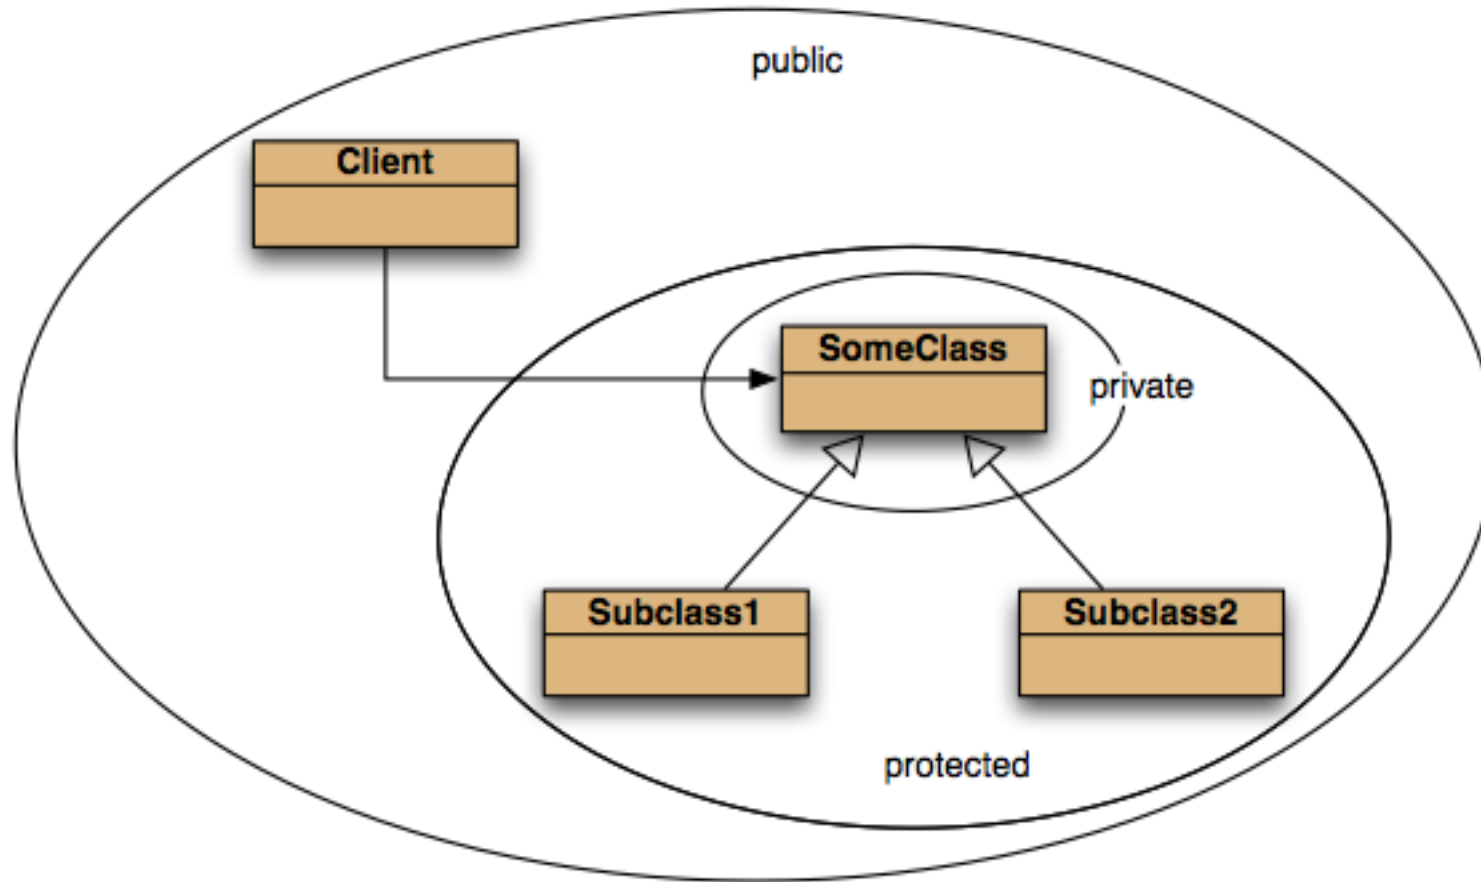 public
Client
SomeClass
private
Subclass1
Subclass2
protected